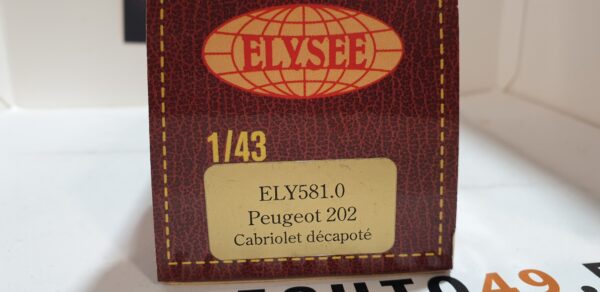 ELYSEE
1/43
ELY581.0
Peugeot 202
Cabriolet décapoté